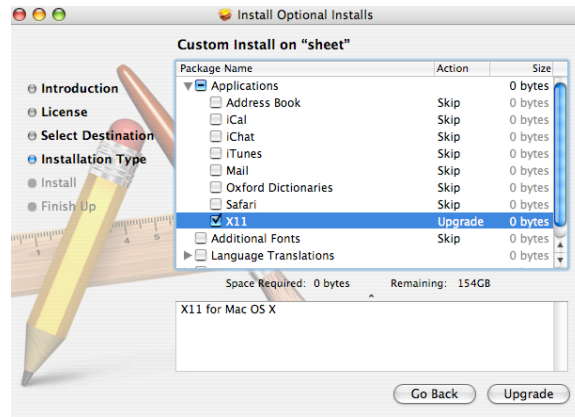 Install Optional Installs
Custom Install on “sheet”
Introduction
License
Select Destination
Installation Type
Install
Finish Up
Package Name Action Size
Applications 0 bytes
Address Book Skip 0 bytes
iCal Skip 0 bytes
iChat Skip 0 bytes
iTunes Skip 0 bytes
Mail Skip 0 bytes
Oxford Dictionaries Skip 0 bytes
Safari Skip 0 bytes
X11 Upgrade 0 bytes
Additional Fonts Skip 0 bytes
Language Translations 0 bytes
Space Required: 0 bytes Remaining: 154GB
X11 for Mac OS X
Go Back Upgrade
1 4 5